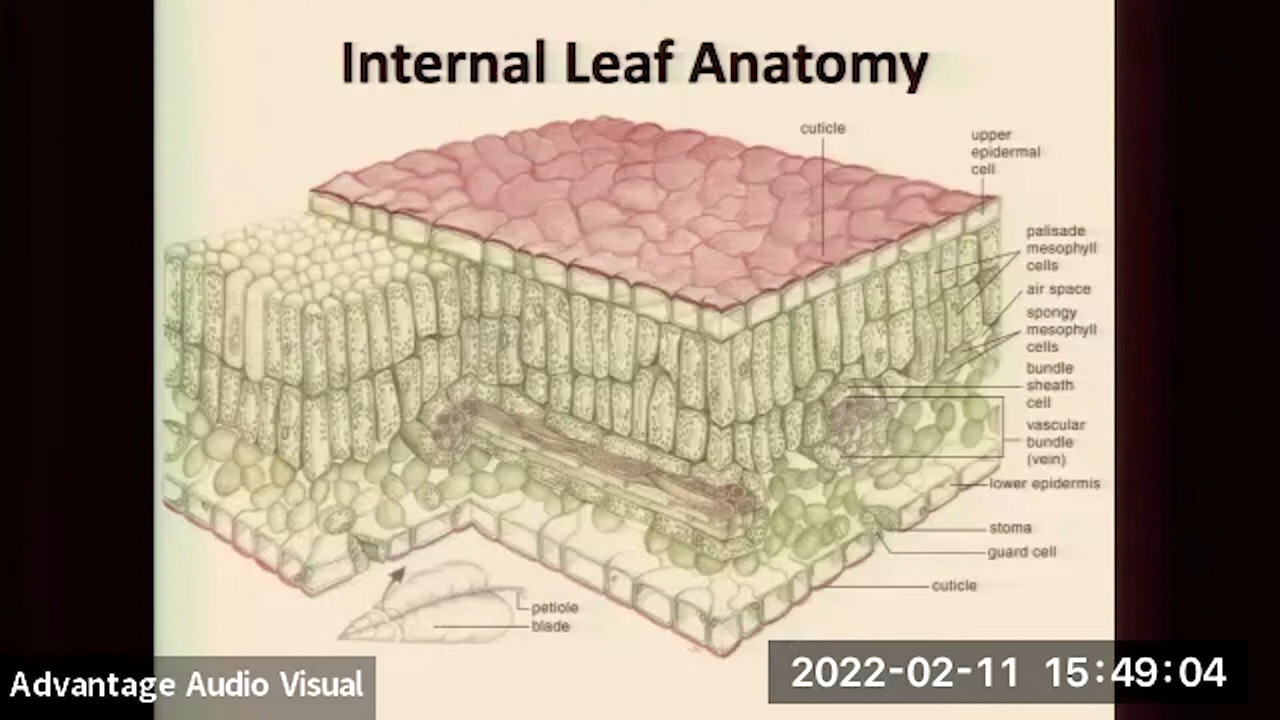 Internal Leaf Anatomy
cuticle
upper
epidermal
cell
palisade
mesophyll
cells
air space
spongy
mesophyll
cells
bundle
sheath
cell
vascular
bundle
(vein)
lower epidermis
stoma
guard cell
cuticle
petiole
blade
Advantage Audio Visual
2022-02-11 15:49:04